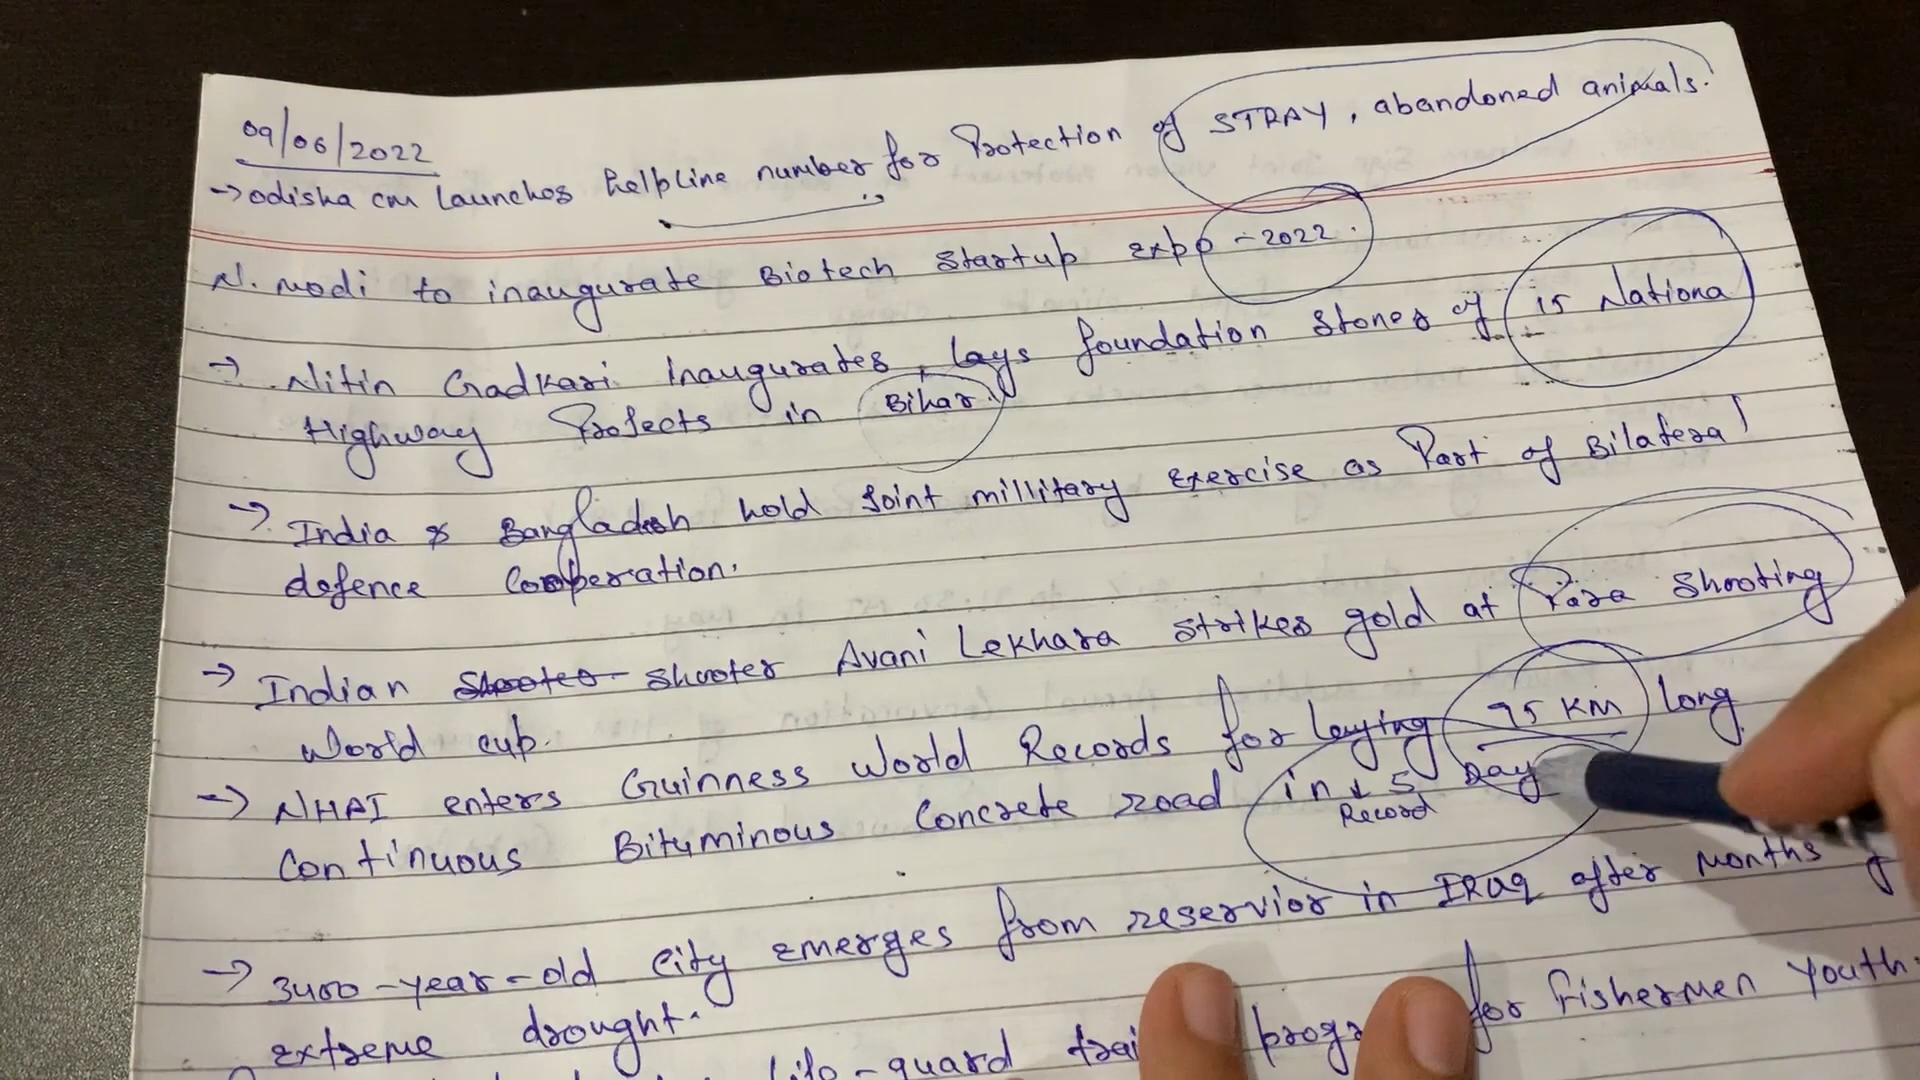 09/06/2022
→ odisha cm Launches helpline number for Protection of STRAY, abandoned animals.
N. modi to inaugurate Biotech startup expo - 2022.
→ Nitin Gadkari inaugurates, lays foundation stones of 15 Nationa
Highway Projects in Bihar.
→ India & Bangladesh hold joint millitary exercise as Part of Bilateral
defence Cooperation.
→ Indian Shooter shooter Avani Lekhara strikes gold at Para Shooting
World cup.
→ NHAI enters Guinness World Records for laying 75 KM long
Continuous Bituminous Concrete road in 5 Day
Record
→ 3400-year-old city emerges from reservior in IRAq after months
extreme drought.
guard for Fishermen Youth